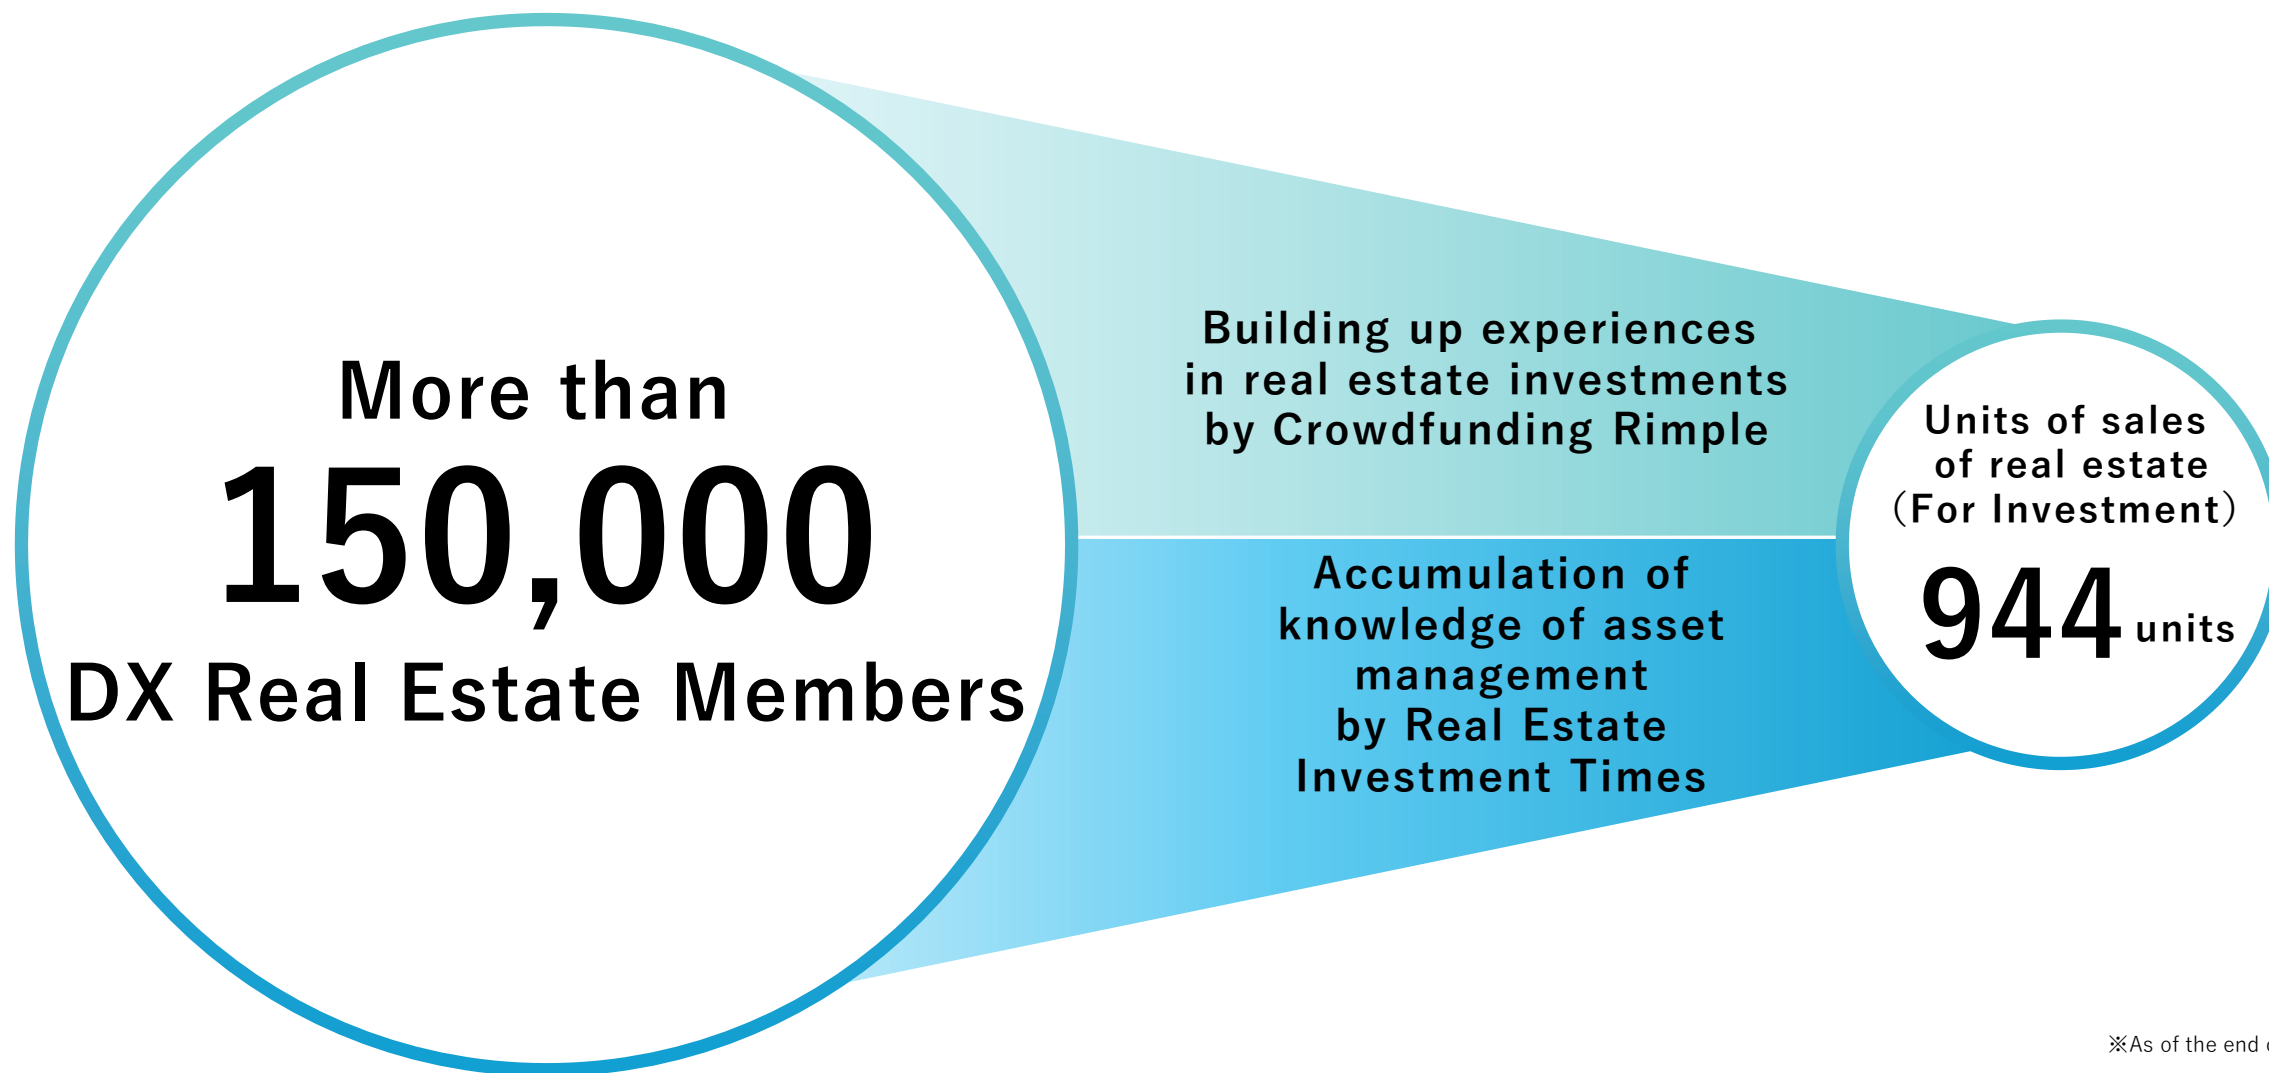 More than
150,000
DX Real Estate Members
Building up experiences
in real estate investments
by Crowdfunding Rimple
Accumulation of
knowledge of asset
management
by Real Estate
Investment Times
Units of sales
of real estate
(For Investment)
944 units
※As of the end